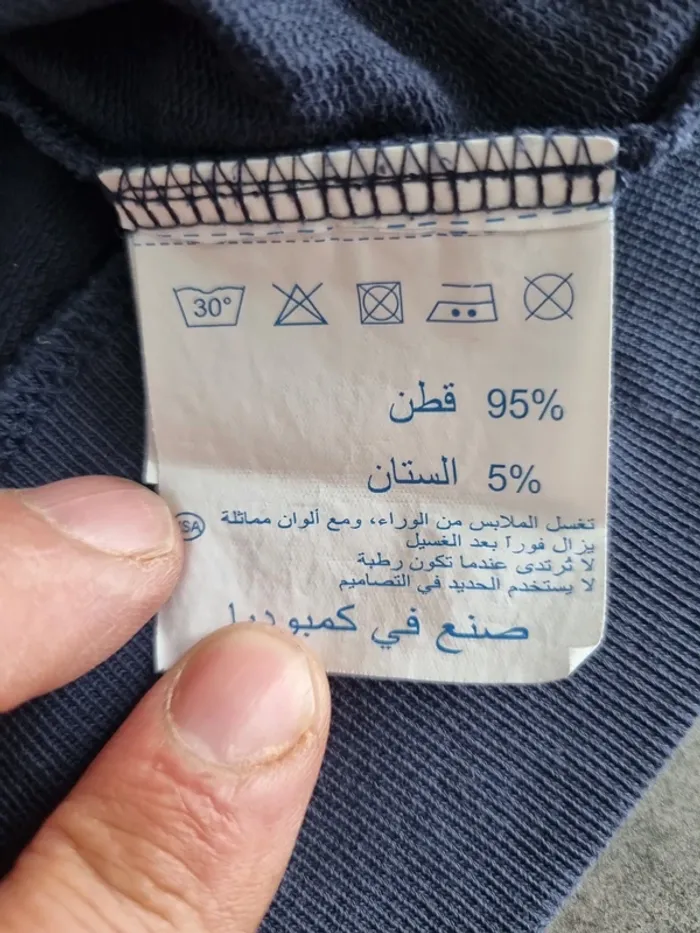 30°
95% قطن
5% الستان
تغسل الملابس من الوراء، ومع ألوان مماثلة
يزال فوراً بعد الغسيل
لا ترتدى عندما تكون رطبة
لا يستخدم الحديد في التصاميم
صنع في